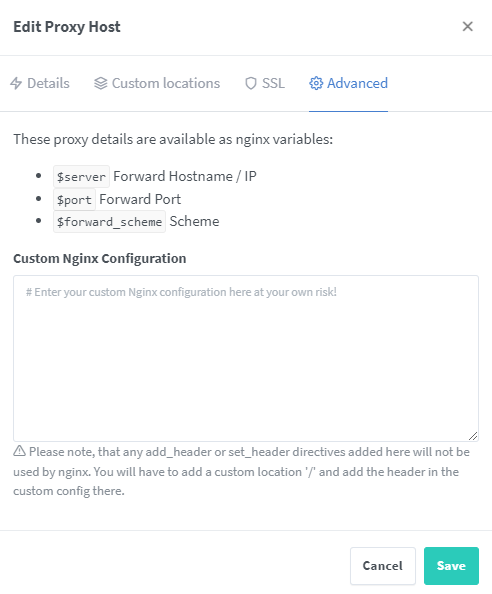 Edit Proxy Host
Details Custom locations SSL Advanced
These proxy details are available as nginx variables:
$server Forward Hostname / IP
$port Forward Port
$forward_scheme Scheme
Custom Nginx Configuration
# Enter your custom Nginx configuration here at your own risk!
Please note, that any add_header or set_header directives added here will not be
used by nginx. You will have to add a custom location '/' and add the header in the
custom config there.
Cancel Save